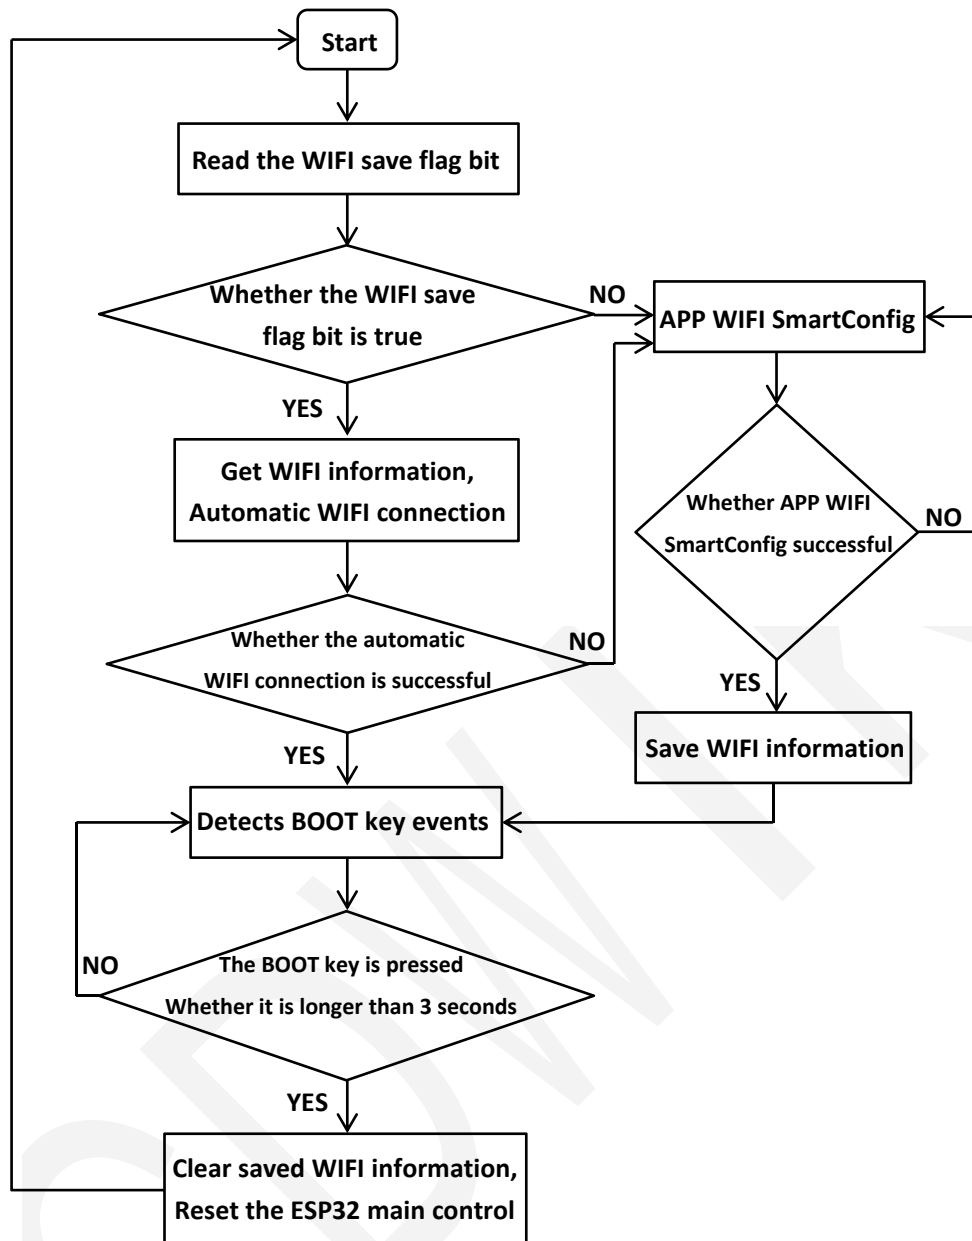 Start
Read the WIFI save flag bit
Whether the WIFI save
flag bit is true
NO
APP WIFI SmartConfig
YES
Get WIFI information,
Automatic WIFI connection
Whether APP WIFI
SmartConfig successful
NO
Whether the automatic
WIFI connection is successful
NO
YES
YES
Save WIFI information
Detects BOOT key events
The BOOT key is pressed
Whether it is longer than 3 seconds
NO
YES
Clear saved WIFI information,
Reset the ESP32 main control